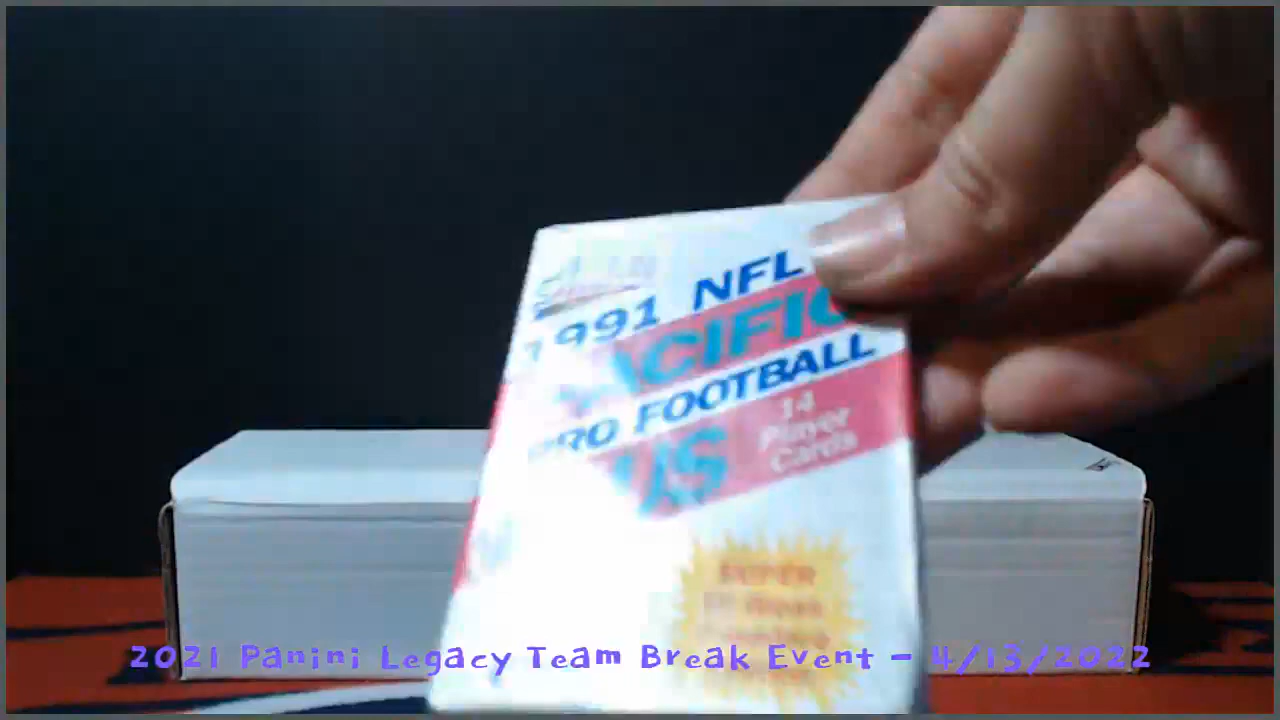 1991 NFL
PACIFIC
PRO FOOTBALL
14
Player
Cards
SUPER
2021 Panini Legacy Team Break Event - 4/13/2022